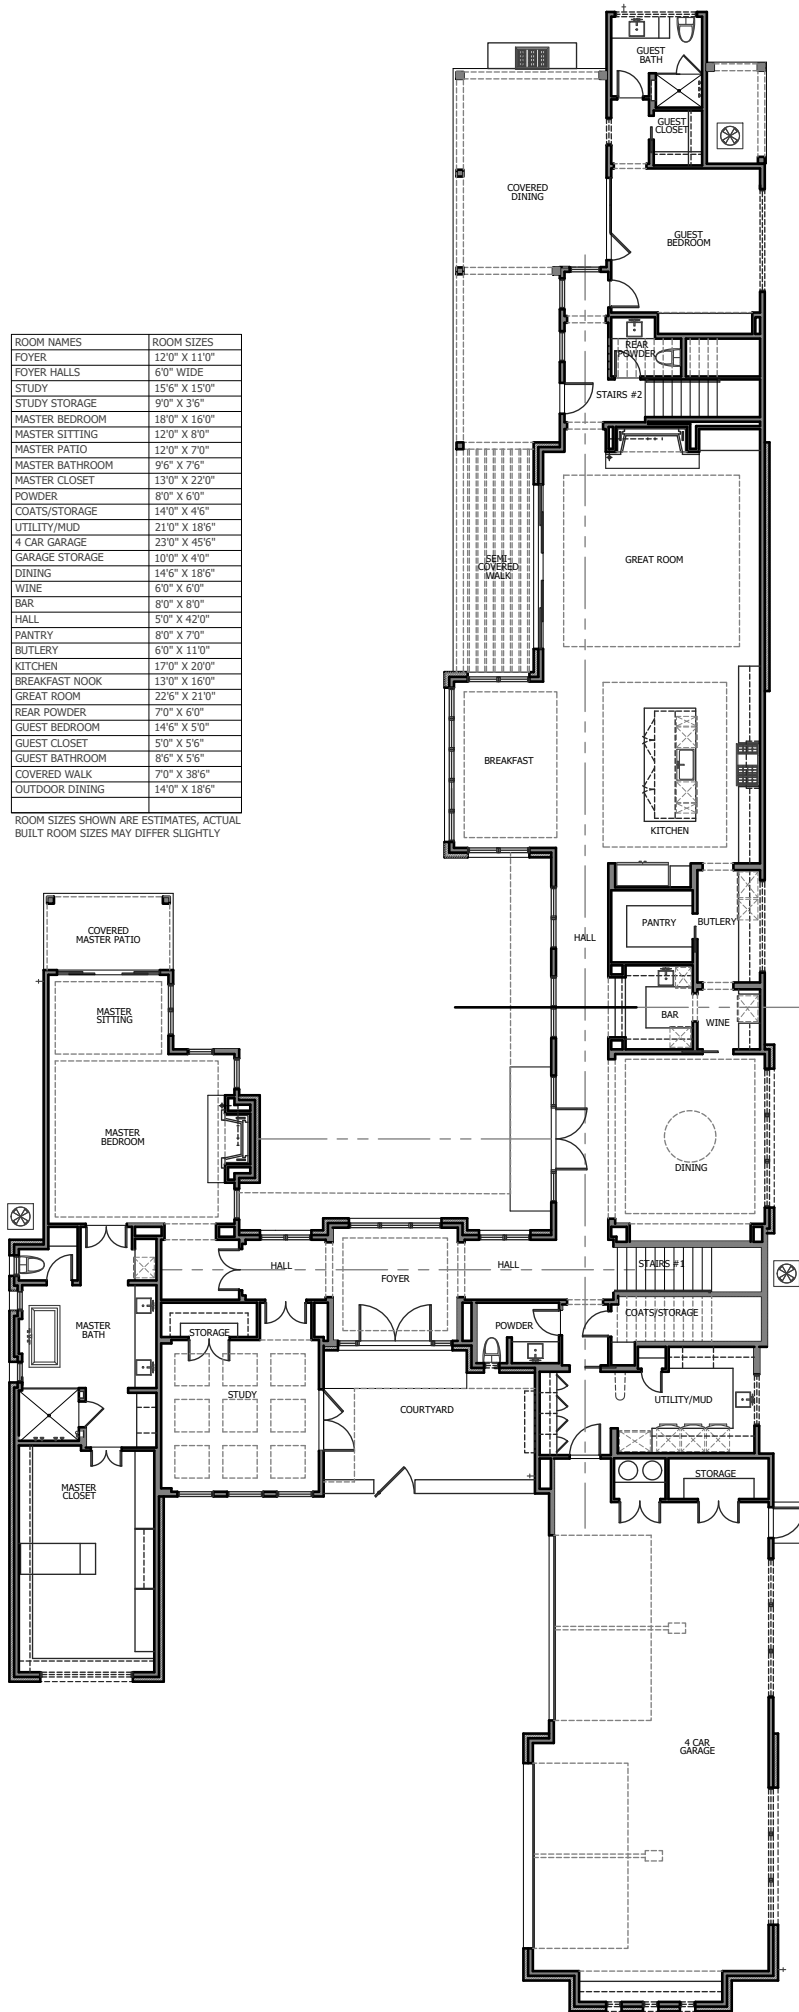 GUEST
BATH
GUEST
CLOSET
COVERED
DINING
GUEST
BEDROOM
REAR
POWDER
STAIRS #2
ROOM NAMES ROOM SIZES
FOYER 12'0" X 11'0"
FOYER HALLS 6'0" WIDE
STUDY 15'6" X 15'0"
STUDY STORAGE 9'0" X 3'6"
MASTER BEDROOM 18'0" X 16'0"
MASTER SITTING 12'0" X 8'0"
MASTER PATIO 12'0" X 7'0"
MASTER BATHROOM 9'6" X 7'6"
MASTER CLOSET 13'0" X 22'0"
POWDER 8'0" X 6'0"
COATS/STORAGE 14'0" X 4'6"
UTILITY/MUD 21'0" X 18'6"
4 CAR GARAGE 23'0" X 45'6"
GARAGE STORAGE 10'0" X 4'0"
DINING 14'6" X 18'6"
WINE 6'0" X 6'0"
BAR 8'0" X 8'0"
HALL 5'0" X 42'0"
PANTRY 8'0" X 7'0"
BUTLERY 6'0" X 11'0"
KITCHEN 17'0" X 20'0"
BREAKFAST NOOK 13'0" X 16'0"
GREAT ROOM 22'6" X 21'0"
REAR POWDER 7'0" X 6'0"
GUEST BEDROOM 14'6" X 5'0"
GUEST CLOSET 5'0" X 5'6"
GUEST BATHROOM 8'6" X 5'6"
COVERED WALK 7'0" X 38'6"
OUTDOOR DINING 14'0" X 18'6"
ROOM SIZES SHOWN ARE ESTIMATES, ACTUAL
BUILT ROOM SIZES MAY DIFFER SLIGHTLY
SEMI-
COVERED
WALK
GREAT ROOM
BREAKFAST
KITCHEN
PANTRY
BUTLERY
HALL
BAR
WINE
DINING
COVERED
MASTER PATIO
MASTER
SITTING
MASTER
BEDROOM
HALL
FOYER
HALL
STAIRS #1
COATS/STORAGE
MASTER
BATH
STORAGE
POWDER
STUDY
COURTYARD
UTILITY/MUD
MASTER
CLOSET
STORAGE
4 CAR
GARAGE